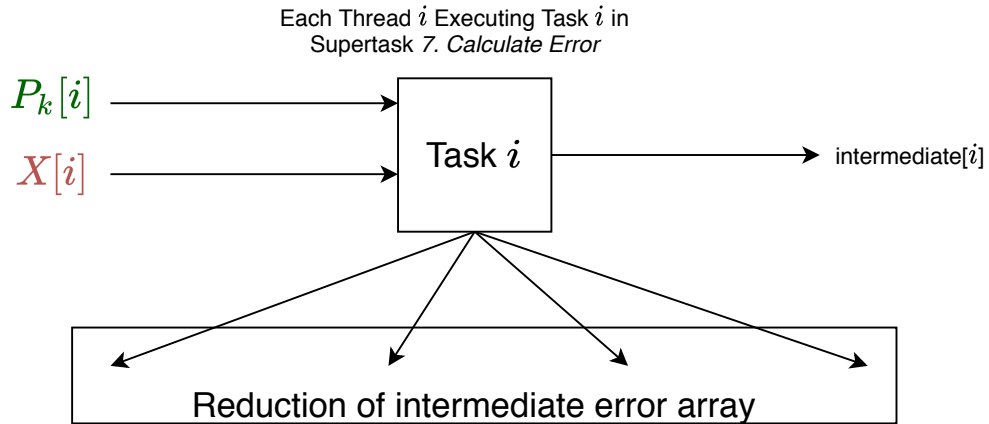 Each Thread i Executing Task i in
Supertask 7. Calculate Error
P_k[i]
X[i]
Task i
intermediate[i]
Reduction of intermediate error array